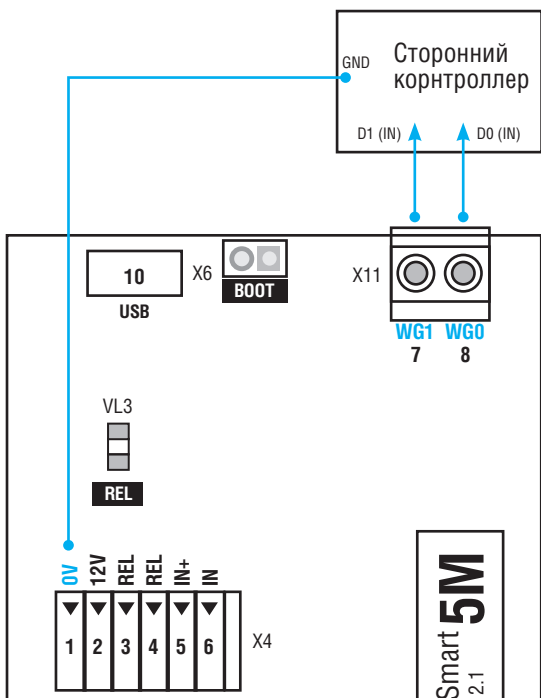 GND
Сторонний
корнтроллер
D1 (IN)
D0 (IN)
10
USB
X6
BOOT
X11
WG1
WG0
7
8
VL3
REL
0V
12V
REL
REL
IN+
IN
1
2
3
4
5
6
X4
Smart 5M
2.1